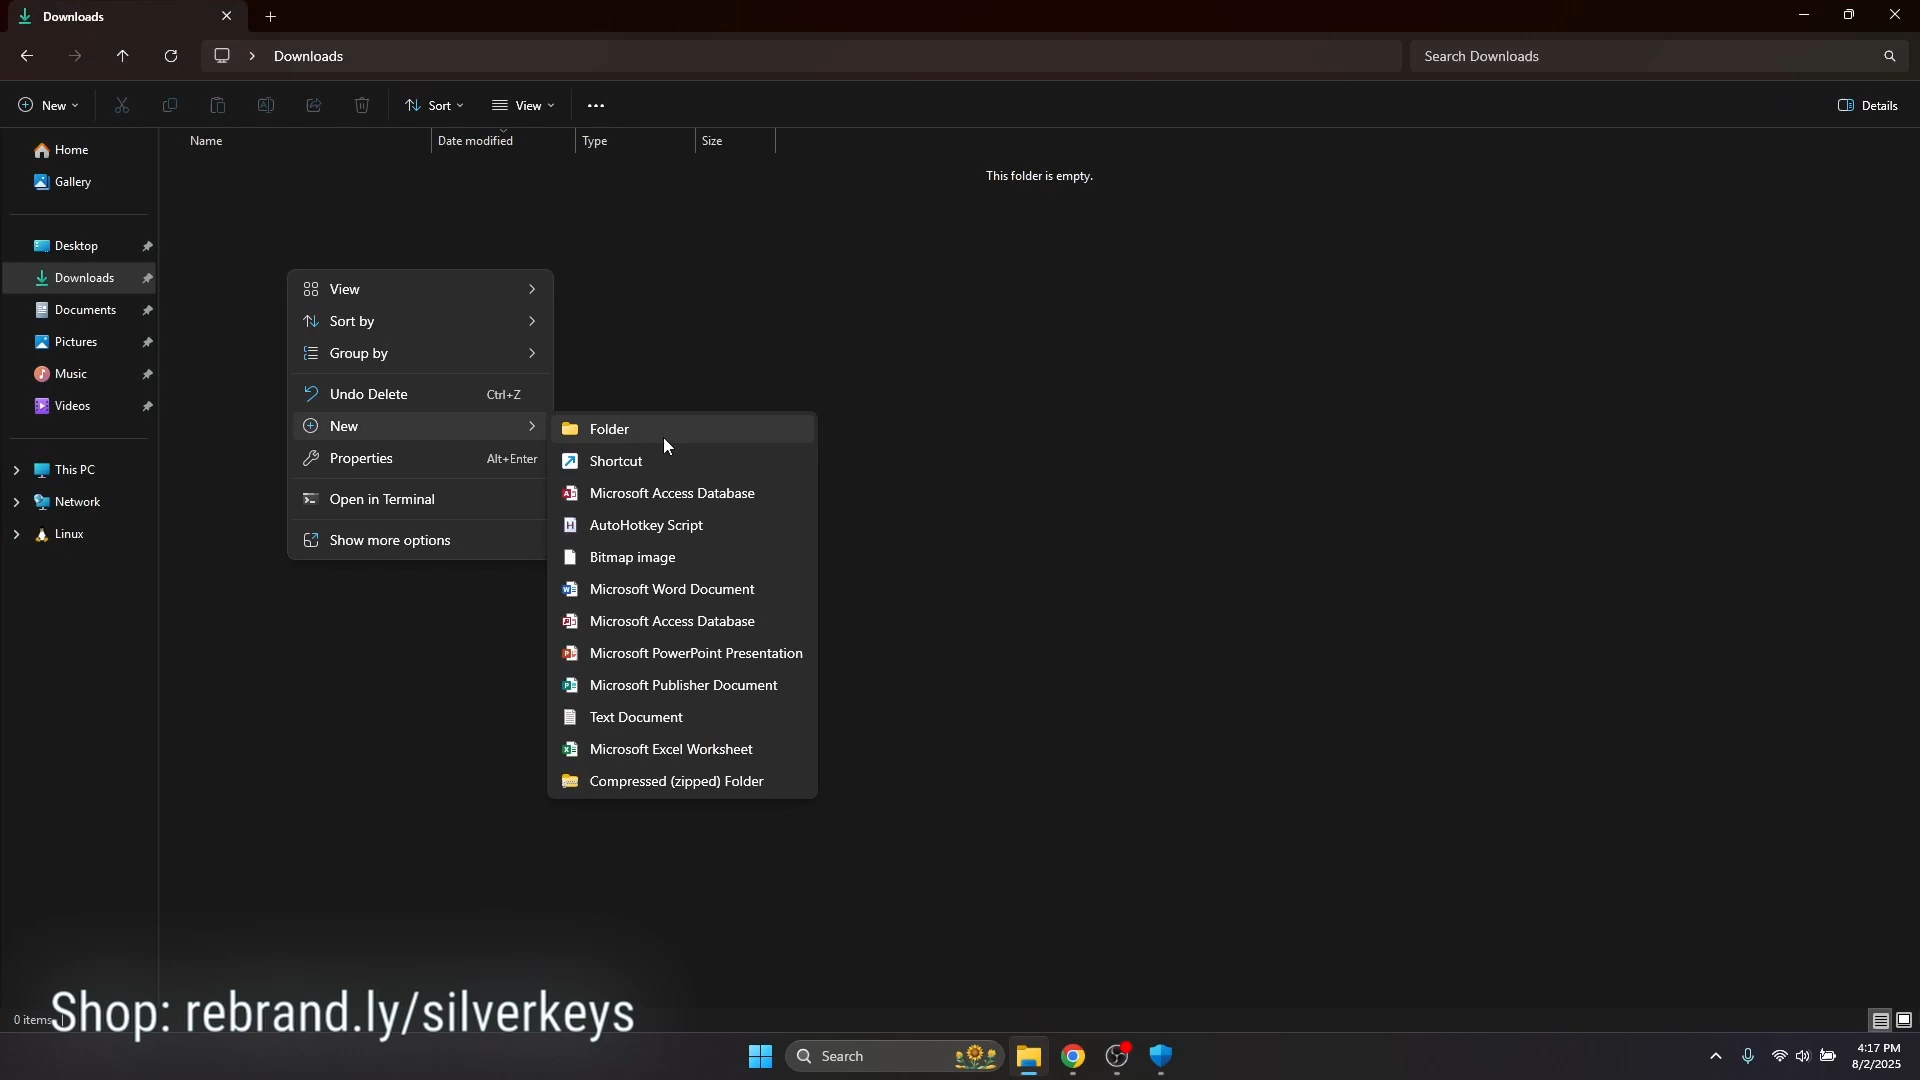 Downloads
Downloads
Search Downloads
New
Sort
View
Details
Name
Date modified
Type
Size
This folder is empty.
Home
Gallery
Desktop
Downloads
Documents
Pictures
Music
Videos
This PC
Network
Linux
View
Sort by
Group by
Undo Delete Ctrl+Z
New
Properties Alt+Enter
Open in Terminal
Show more options
Folder
Shortcut
Microsoft Access Database
AutoHotkey Script
Bitmap image
Microsoft Word Document
Microsoft Access Database
Microsoft PowerPoint Presentation
Microsoft Publisher Document
Text Document
Microsoft Excel Worksheet
Compressed (zipped) Folder
Shop: rebrand.ly/silverkeys
0 items
Search
4:17 PM
8/2/2025